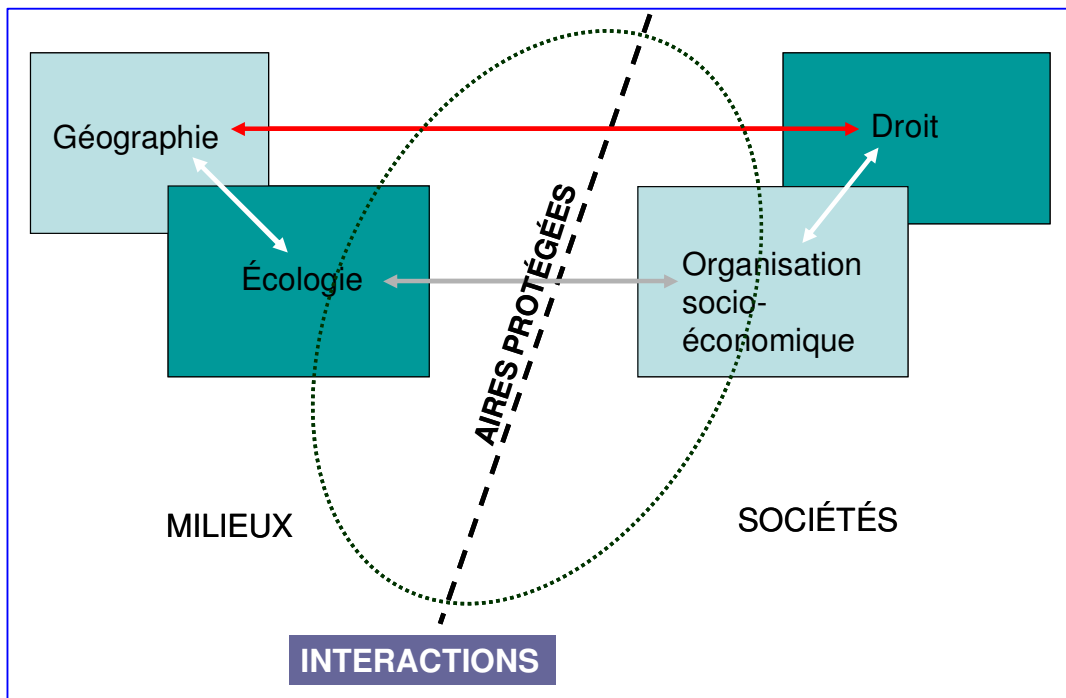 Géographie
Droit
Écologie
Organisation
socio-
économique
AIRES PROTÉGÉES
MILIEUX
SOCIÉTÉS
INTERACTIONS